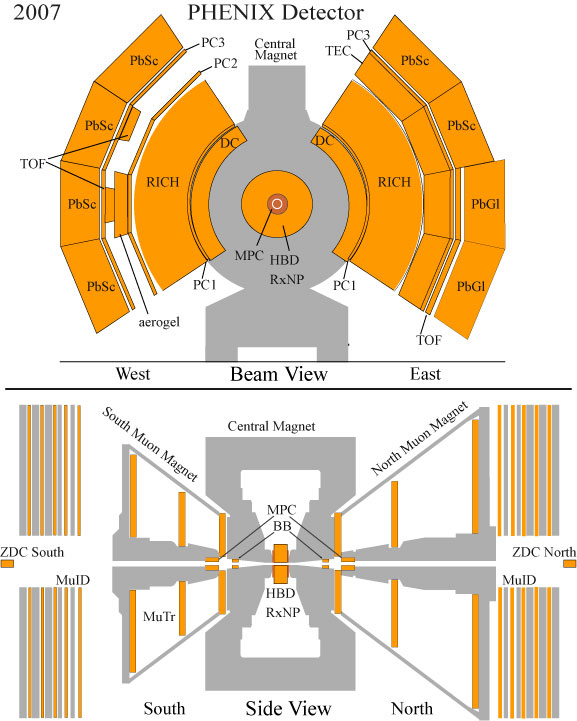 2007
PHENIX Detector
Central
Magnet
PC3
PC2
PbSc
PbSc
PbSc
PbSc
TOF
RICH
DC
aerogel
PC1
MPC
HBD
RxNP
PC3
TEC
PbSc
PbSc
PbGl
PbGl
DC
RICH
PC1
TOF
West
Beam View
East
South Muon Magnet
Central Magnet
North Muon Magnet
MPC
BB
ZDC South
ZDC North
MuID
MuID
HBD
RxNP
MuTr
South
Side View
North